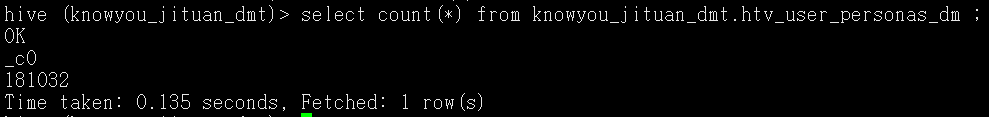 hive (knowyou_jituan_dmt)> select count(*) from knowyou_jituan_dmt.htv_user_personas_dm ;
OK
_c0
181032
Time taken: 0.135 seconds, Fetched: 1 row(s)